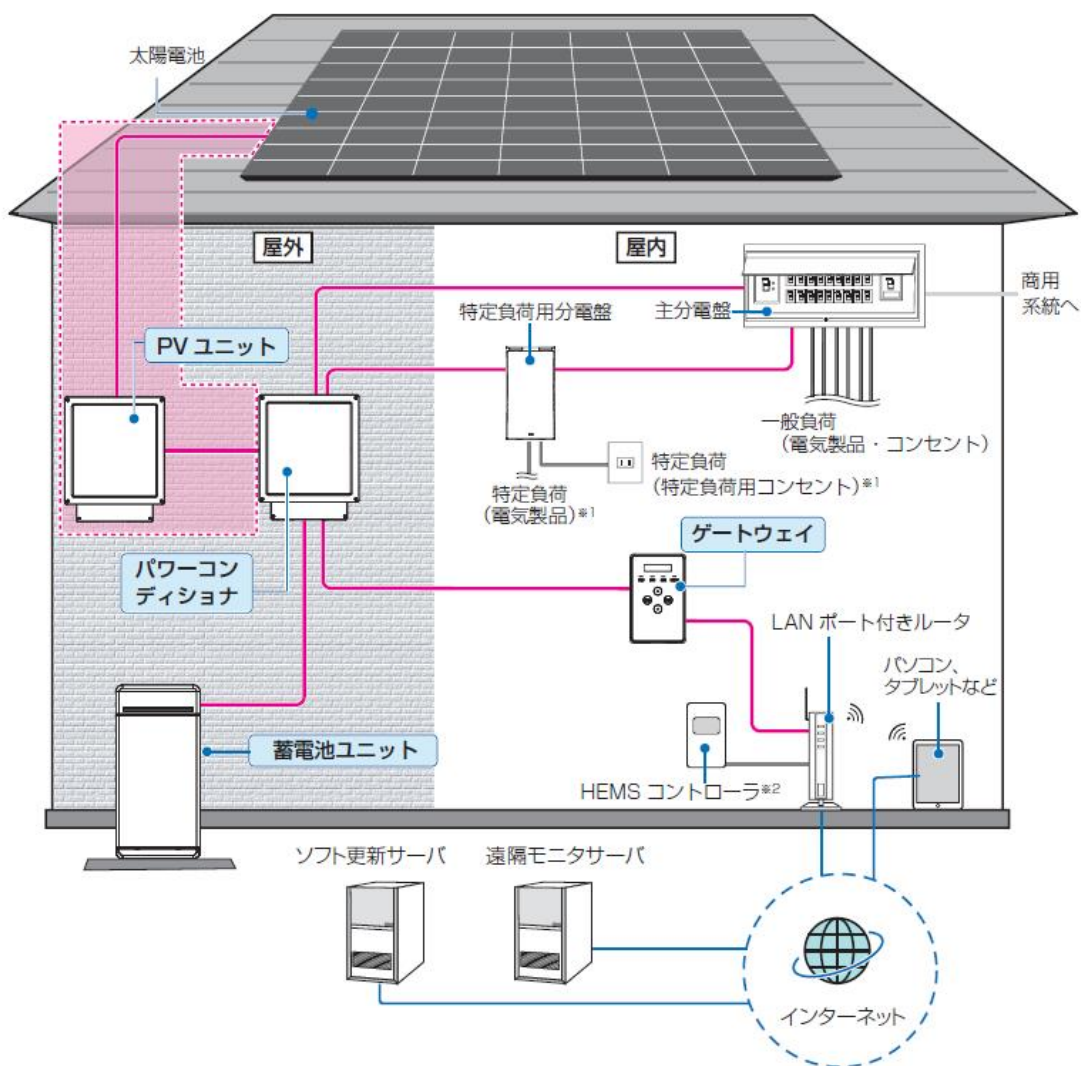 太陽電池
屋外
屋内
商用
系統へ
特定負荷用分電盤
主分電盤
PV ユニット
一般負荷
(電気製品・コンセント)
特定負荷
(特定負荷用コンセント)※1
特定負荷
(電気製品)※1
ゲートウェイ
パワーコン
ディショナ
LAN ポート付きルータ
パソコン、
タブレットなど
蓄電池ユニット
HEMS コントローラ※2
ソフト更新サーバ
遠隔モニタサーバ
インターネット